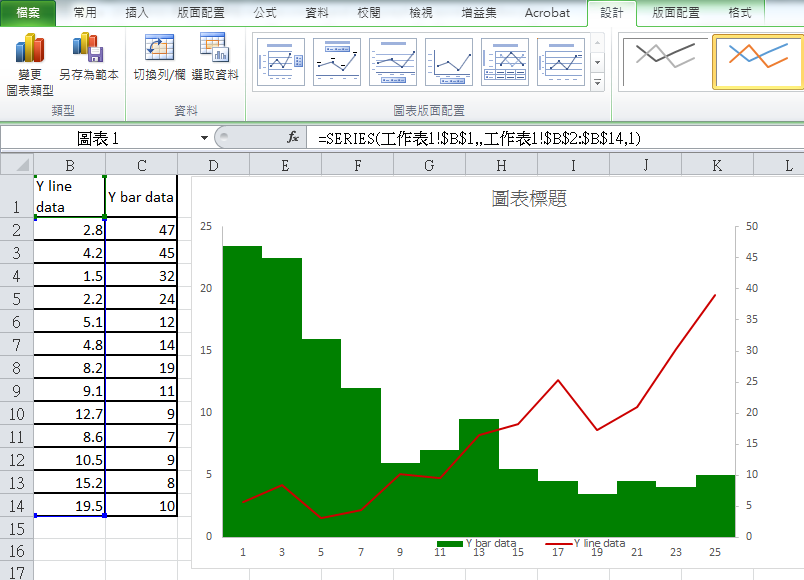 檔案 常用 插入 版面配置 公式 資料 校閱 檢視 增益集 Acrobat 設計 版面配置 格式
變更
圖表類型 另存為範本 切換列/欄 選取資料
類型 資料 圖表版面配置
圖表 1 fx =SERIES(工作表1!$B$1,,工作表1!$B$2:$B$14,1)
B C D E F G H I J K L
1 Y line
data Y bar data
2 2.8 47
3 4.2 45
4 1.5 32
5 2.2 24
6 5.1 12
7 4.8 14
8 8.2 19
9 9.1 11
10 12.7 9
11 8.6 7
12 10.5 9
13 15.2 8
14 19.5 10
15
16
17
圖表標題
25 50
45
20 40
35
15 30
25
10 20
15
5 10
5
0 0
Y bar data Y line data
1 3 5 7 9 11 13 15 17 19 21 23 25